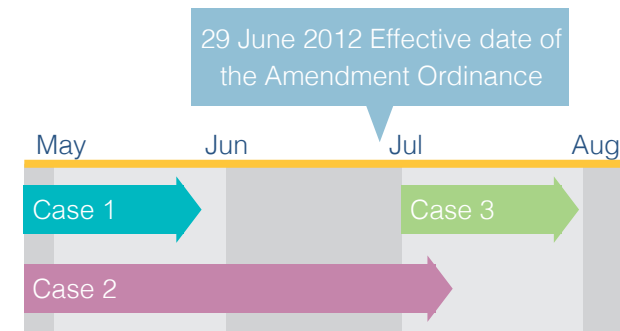 29 June 2012 Effective date of
the Amendment Ordinance
May Jun Jul Aug
Case 1 Case 3
Case 2